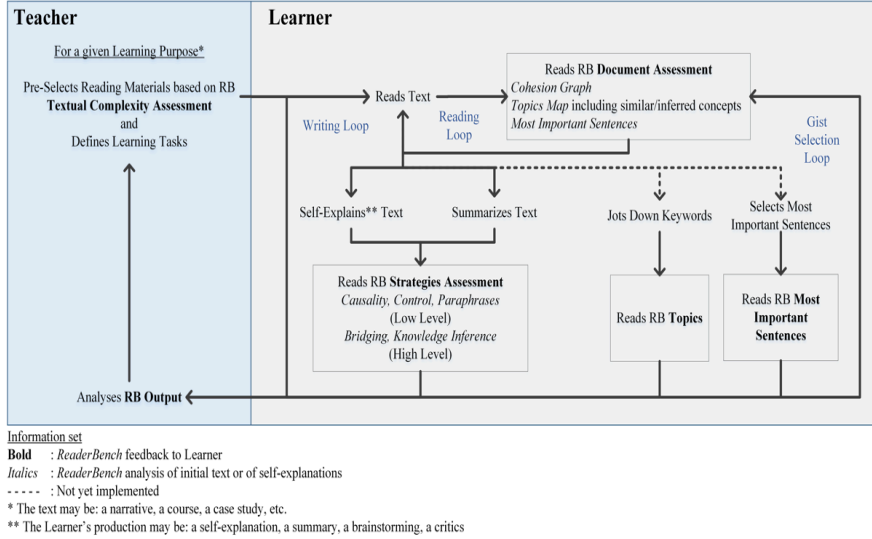 Teacher
For a given Learning Purpose*
Pre-Selects Reading Materials based on RB
Textual Complexity Assessment
and
Defines Learning Tasks
Analyses RB Output
Learner
Reads Text
Reads RB Document Assessment
Cohesion Graph
Topics Map including similar/inferred concepts
Most Important Sentences
Writing Loop
Reading
Loop
Gist
Selection
Loop
Self-Explains** Text
Summarizes Text
Jots Down Keywords
Selects Most
Important Sentences
Reads RB Strategies Assessment
Causality, Control, Paraphrases
(Low Level)
Bridging, Knowledge Inference
(High Level)
Reads RB Topics
Reads RB Most
Important
Sentences
Information set
Bold : ReaderBench feedback to Learner
Italics : ReaderBench analysis of initial text or of self-explanations
- - - - - : Not yet implemented
* The text may be: a narrative, a course, a case study, etc.
** The Learner's production may be: a self-explanation, a summary, a brainstorming, a critics